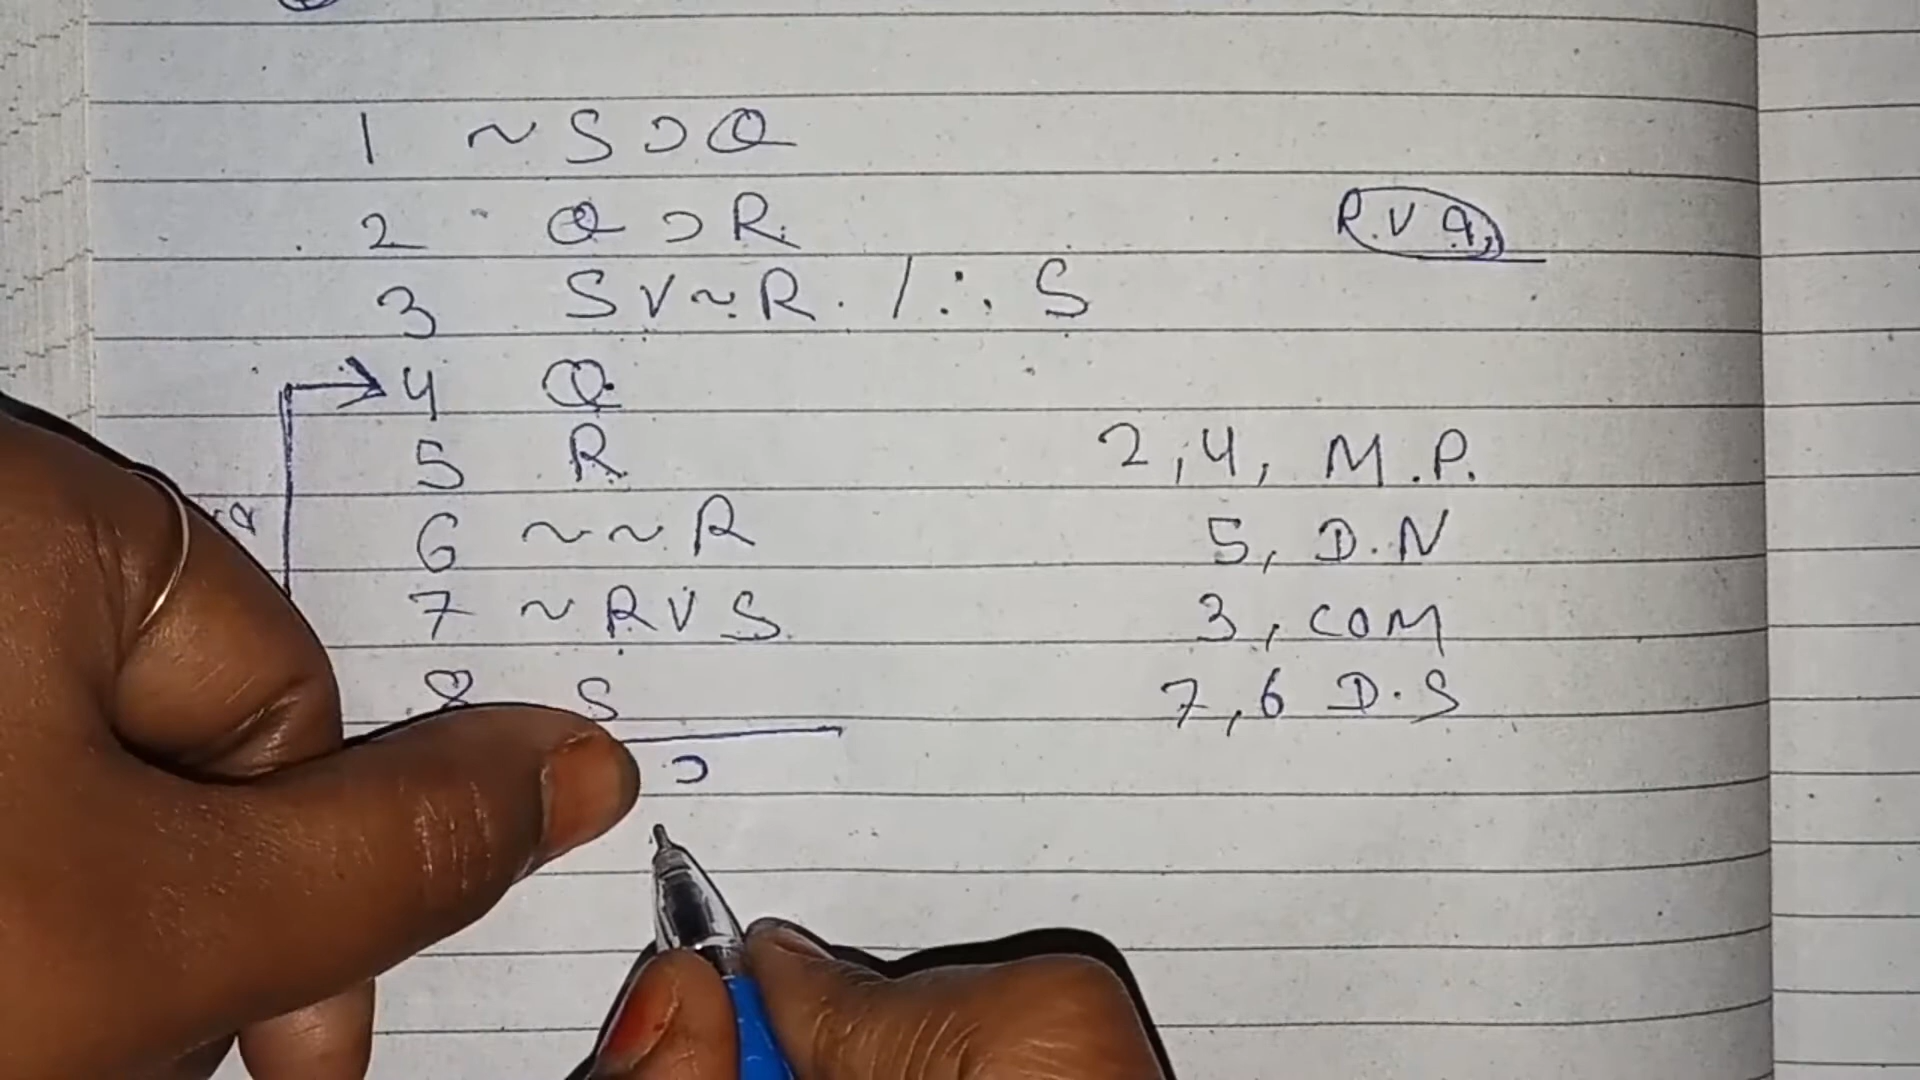 1 ~ S ⊃ Q
2 Q ⊃ R
R v Q
3 S v ~ R . / ∴ S
4 Q
5 R 2, 4, M.P.
6 ~ ~ R 5, D.N
7 ~ R v S 3, COM
8 S 7, 6 D.S
⊃